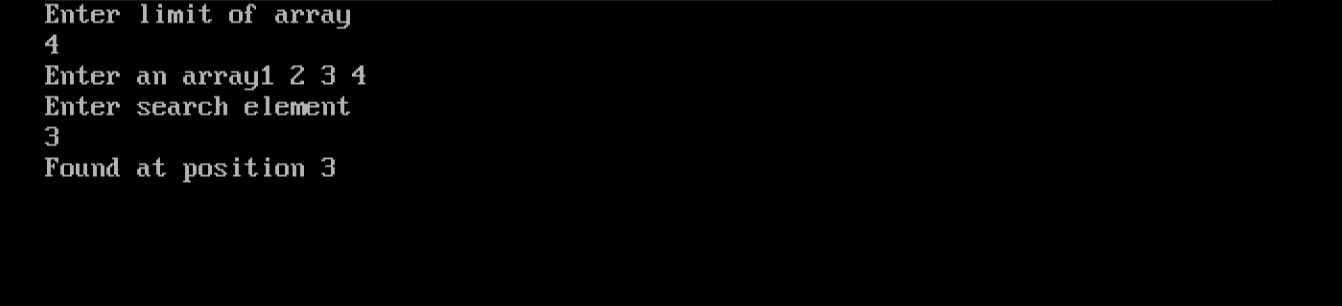 Enter limit of array
4
Enter an array1 2 3 4
Enter search element
3
Found at position 3